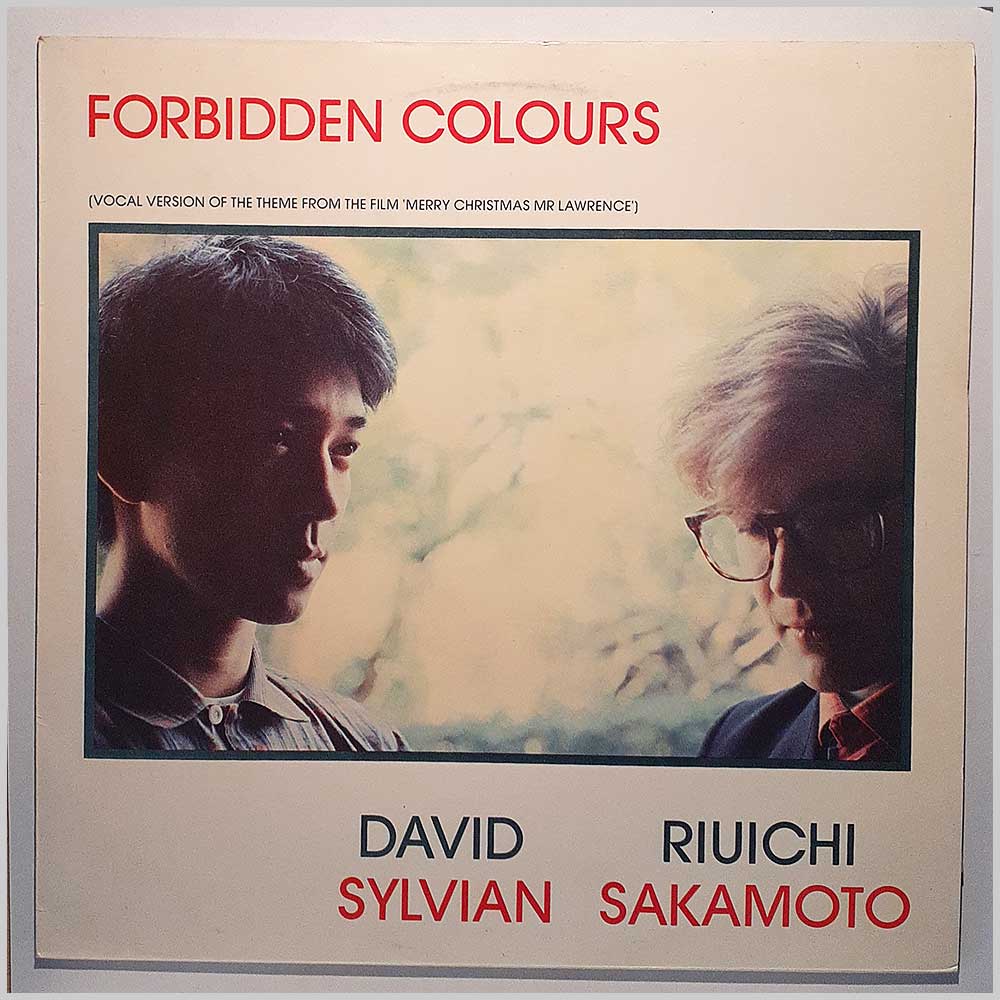 FORBIDDEN COLOURS
(VOCAL VERSION OF THE THEME FROM THE FILM 'MERRY CHRISTMAS MR LAWRENCE')
DAVID
SYLVIAN
RIUICHI
SAKAMOTO